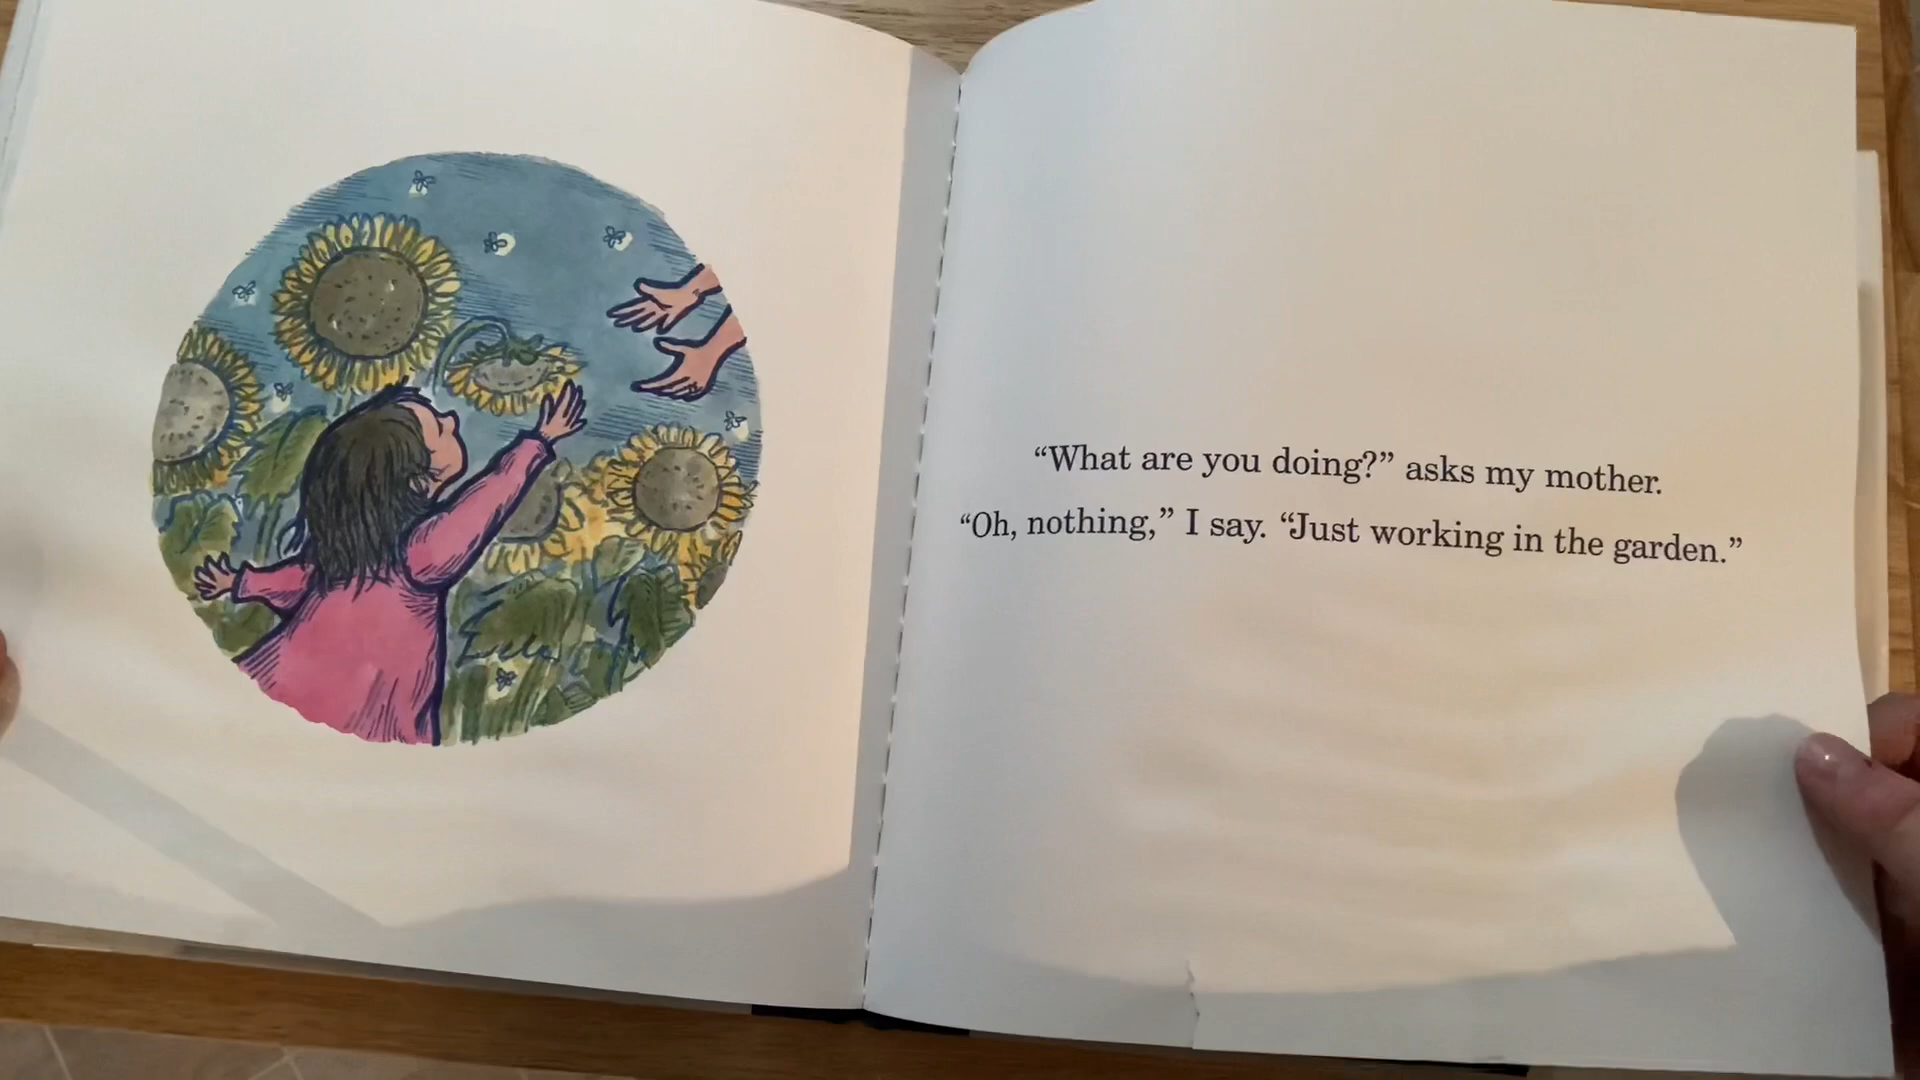 “What are you doing?” asks my mother.
“Oh, nothing,” I say. “Just working in the garden.”